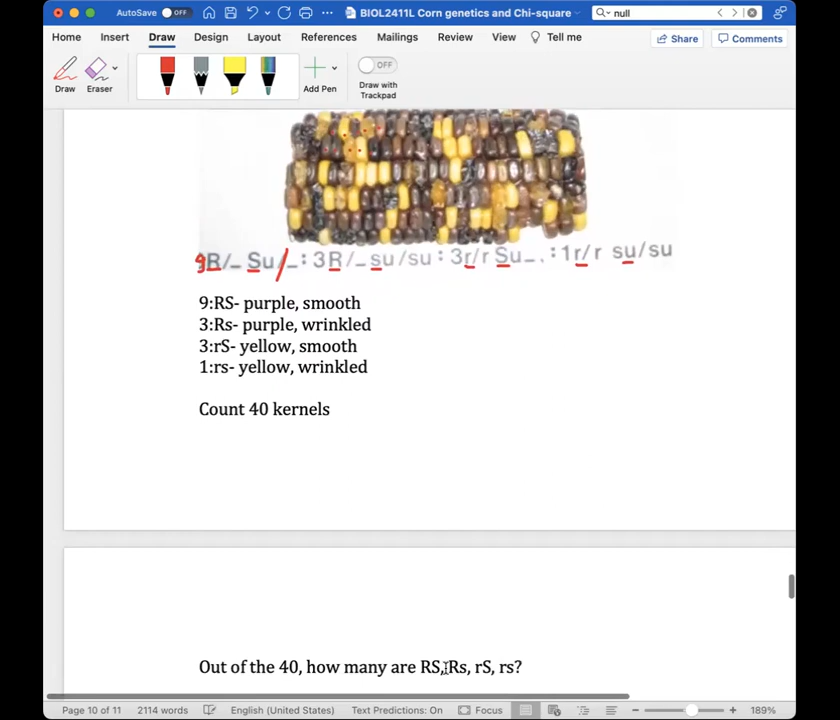 AutoSave OFF BIOL2411L Corn genetics and Chi-square null
Home Insert Draw Design Layout References Mailings Review View Tell me Share Comments
OFF
Draw Eraser Add Pen Draw with
Trackpad
9R/_ Su/_ : 3R/_ su/su : 3r/r Su_. : 1r/r su/su
9:RS- purple, smooth
3:Rs- purple, wrinkled
3:rS- yellow, smooth
1:rs- yellow, wrinkled
Count 40 kernels
Out of the 40, how many are RS, Rs, rS, rs?
Page 10 of 11 2114 words English (United States) Text Predictions: On Focus 189%